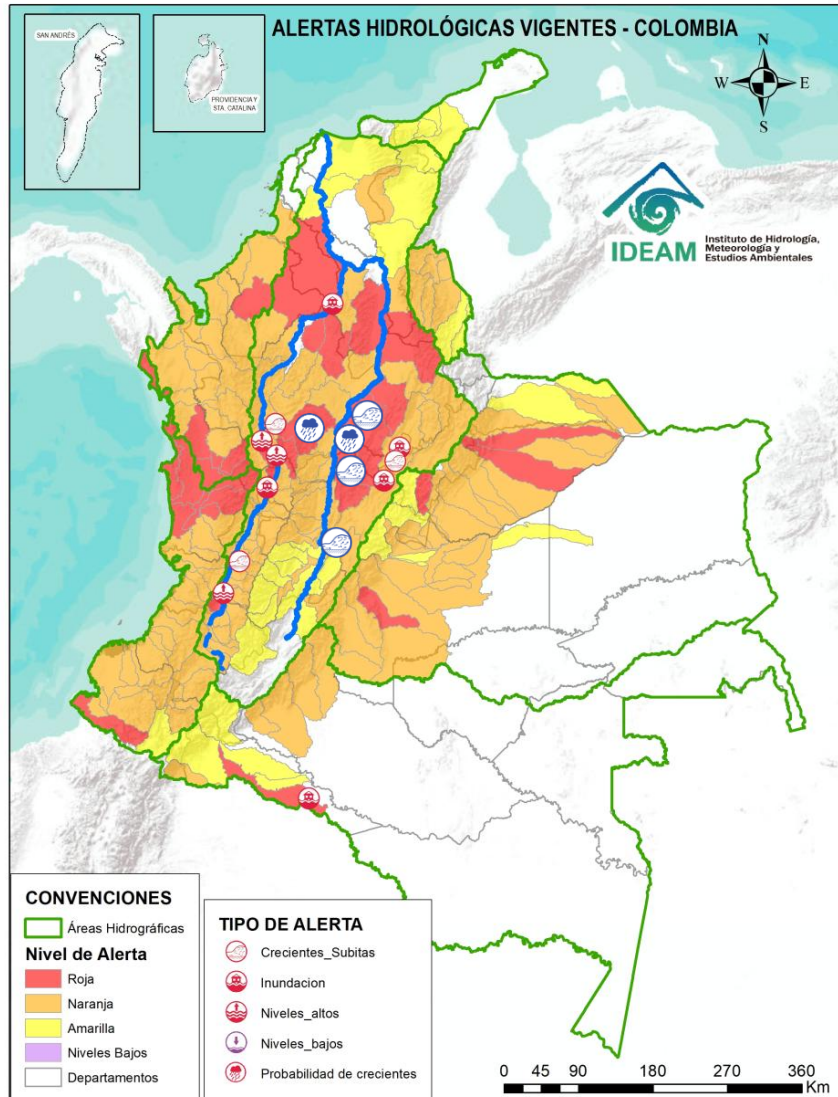 ALERTAS HIDROLÓGICAS VIGENTES - COLOMBIA
SAN ANDRÉS
PROVIDENCIA Y
STA. CATALINA
N
W
E
S
IDEAM
Instituto de Hidrología,
Meteorología y
Estudios Ambientales
CONVENCIONES
Áreas Hidrográficas
Nivel de Alerta
Roja
Naranja
Amarilla
Niveles Bajos
Departamentos
TIPO DE ALERTA
Crecientes_Subitas
Inundacion
Niveles_altos
Niveles_bajos
Probabilidad de crecientes
0 45 90 180 270 360
Km